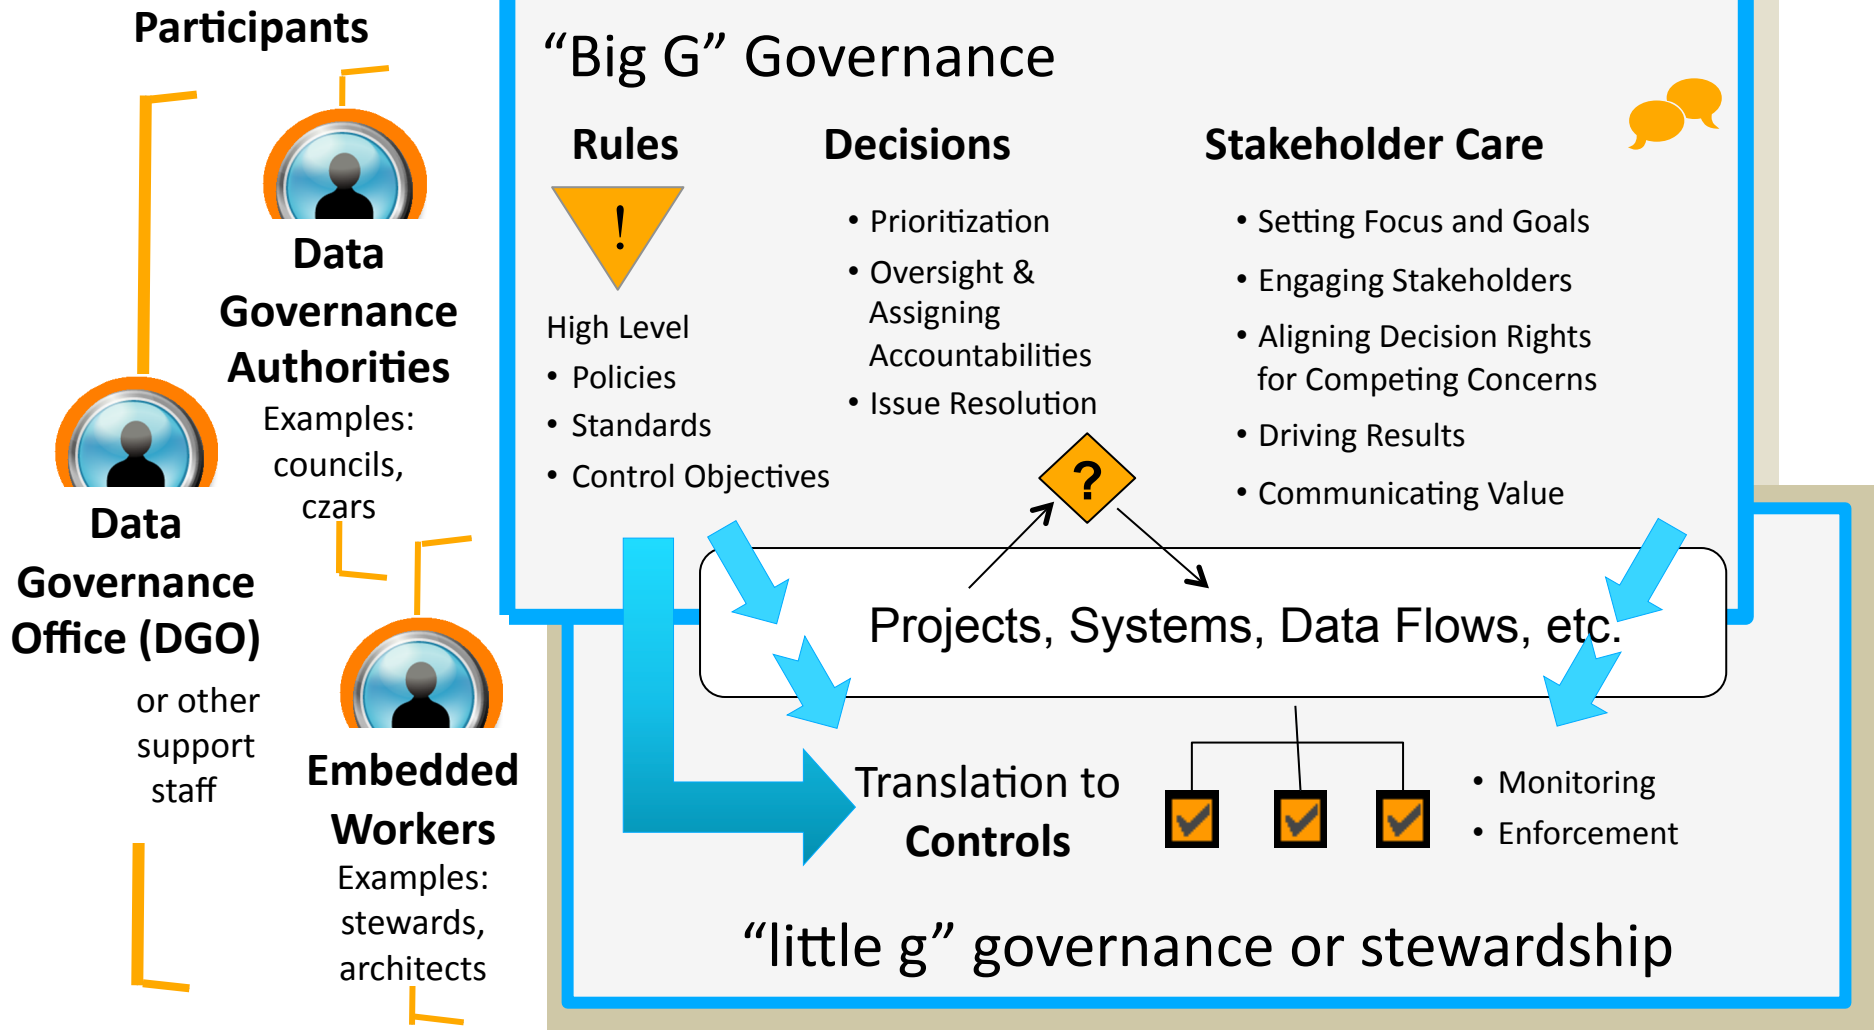 Participants
Data
Governance
Authorities
Examples:
councils,
czars
Data
Governance
Office (DGO)
or other
support
staff
Embedded
Workers
Examples:
stewards,
architects
“Big G” Governance
Rules
!
High Level
• Policies
• Standards
• Control Objectives
Decisions
• Prioritization
• Oversight &
Assigning
Accountabilities
• Issue Resolution
?
Stakeholder Care
• Setting Focus and Goals
• Engaging Stakeholders
• Aligning Decision Rights
for Competing Concerns
• Driving Results
• Communicating Value
Projects, Systems, Data Flows, etc.
Translation to
Controls
• Monitoring
• Enforcement
“little g” governance or stewardship